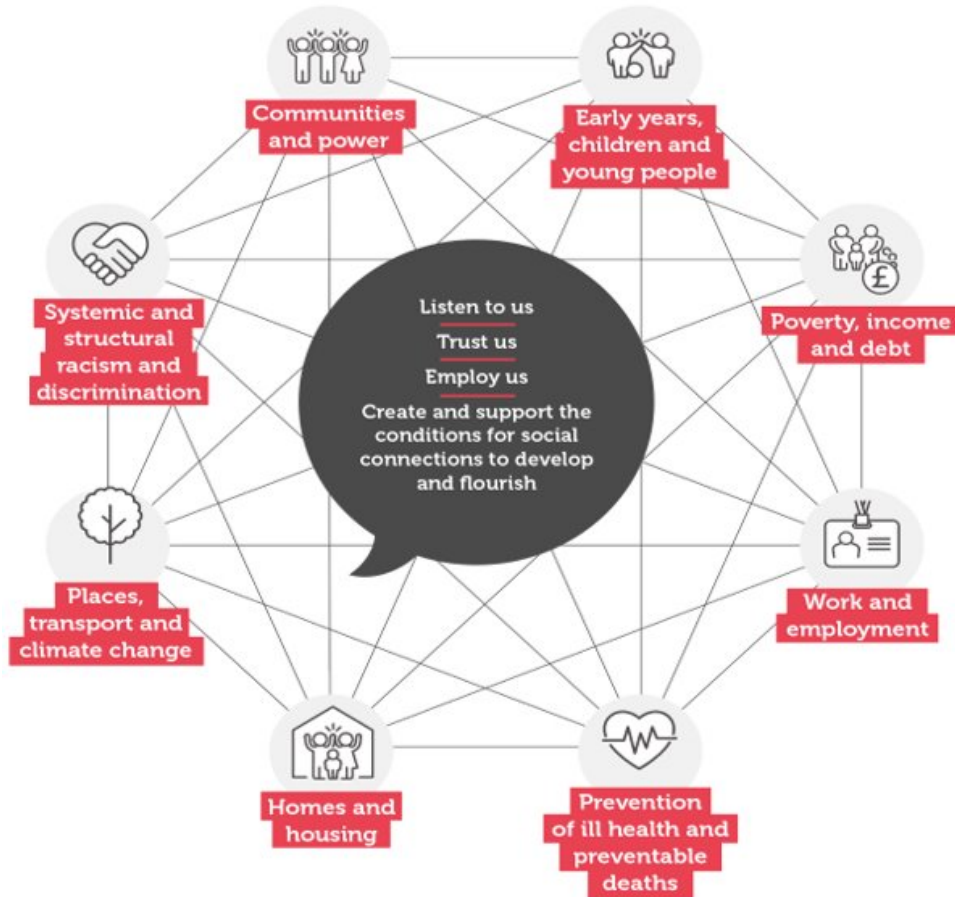 Communities
and power
Early years,
children and
young people
Systemic and
structural
racism and
discrimination
Listen to us
Trust us
Employ us
Create and support the
conditions for social
connections to develop
and flourish
£
Poverty, income
and debt
Places,
transport and
climate change
Work and
employment
Homes and
housing
Prevention
of ill health and
preventable
deaths